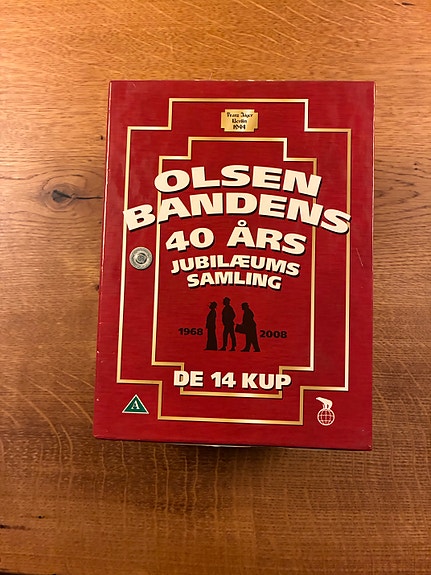 Franz Jäger
Berlin
1944
OLSEN
BANDENS
40 ÅRS
JUBILÆUMS
SAMLING
1968 2008
DE 14 KUP
A